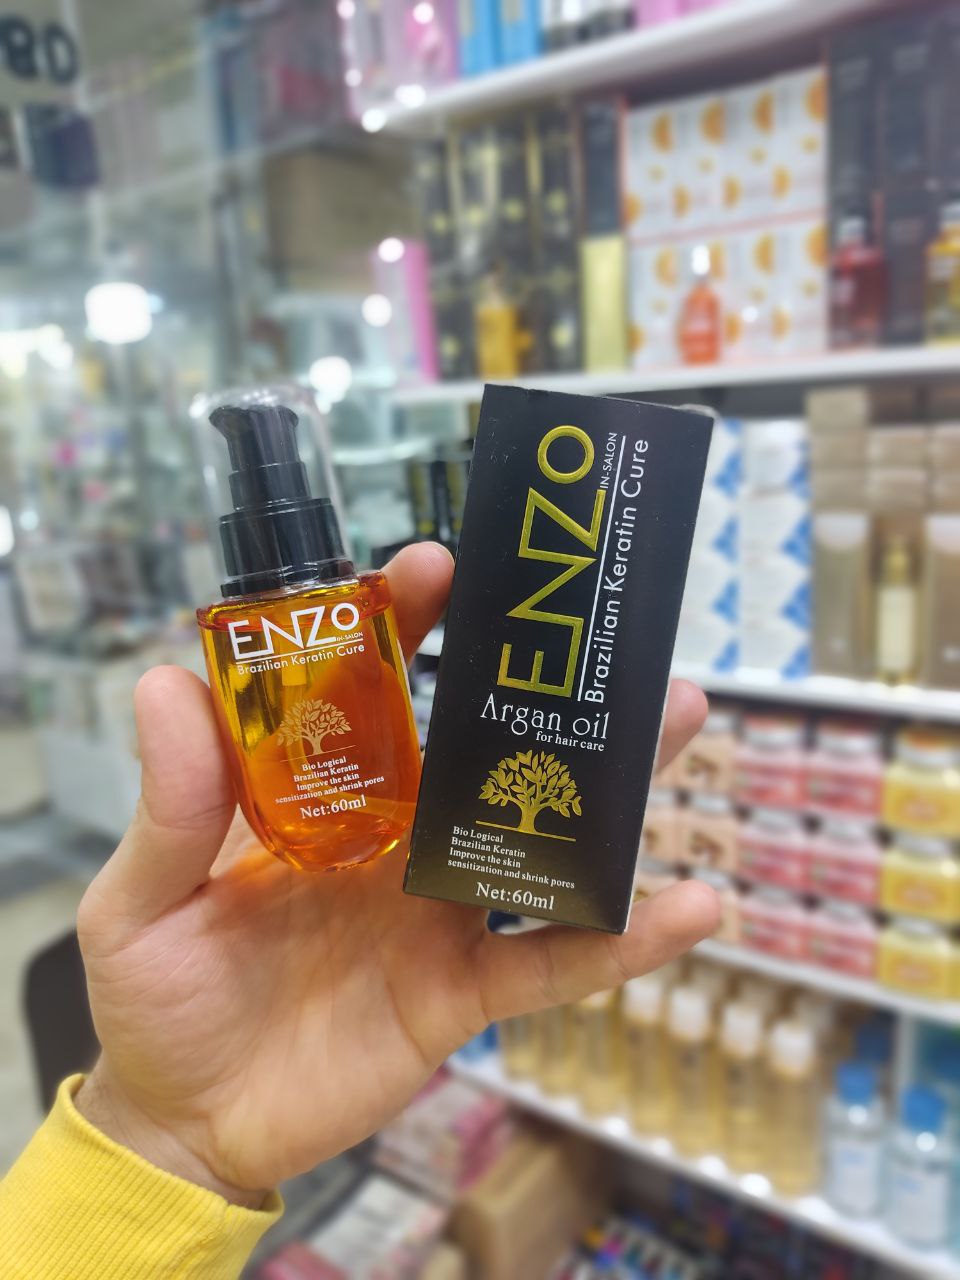 ENZO
IN-SALON
Brazilian Keratin Cure
Bio Logical
Brazilian Keratin
Improve the skin
sensitization and shrink pores
Net:60ml
ENZO
IN-SALON
Brazilian Keratin Cure
Argan oil
for hair care
Bio Logical
Brazilian Keratin
Improve the skin
sensitization and shrink pores
Net:60ml